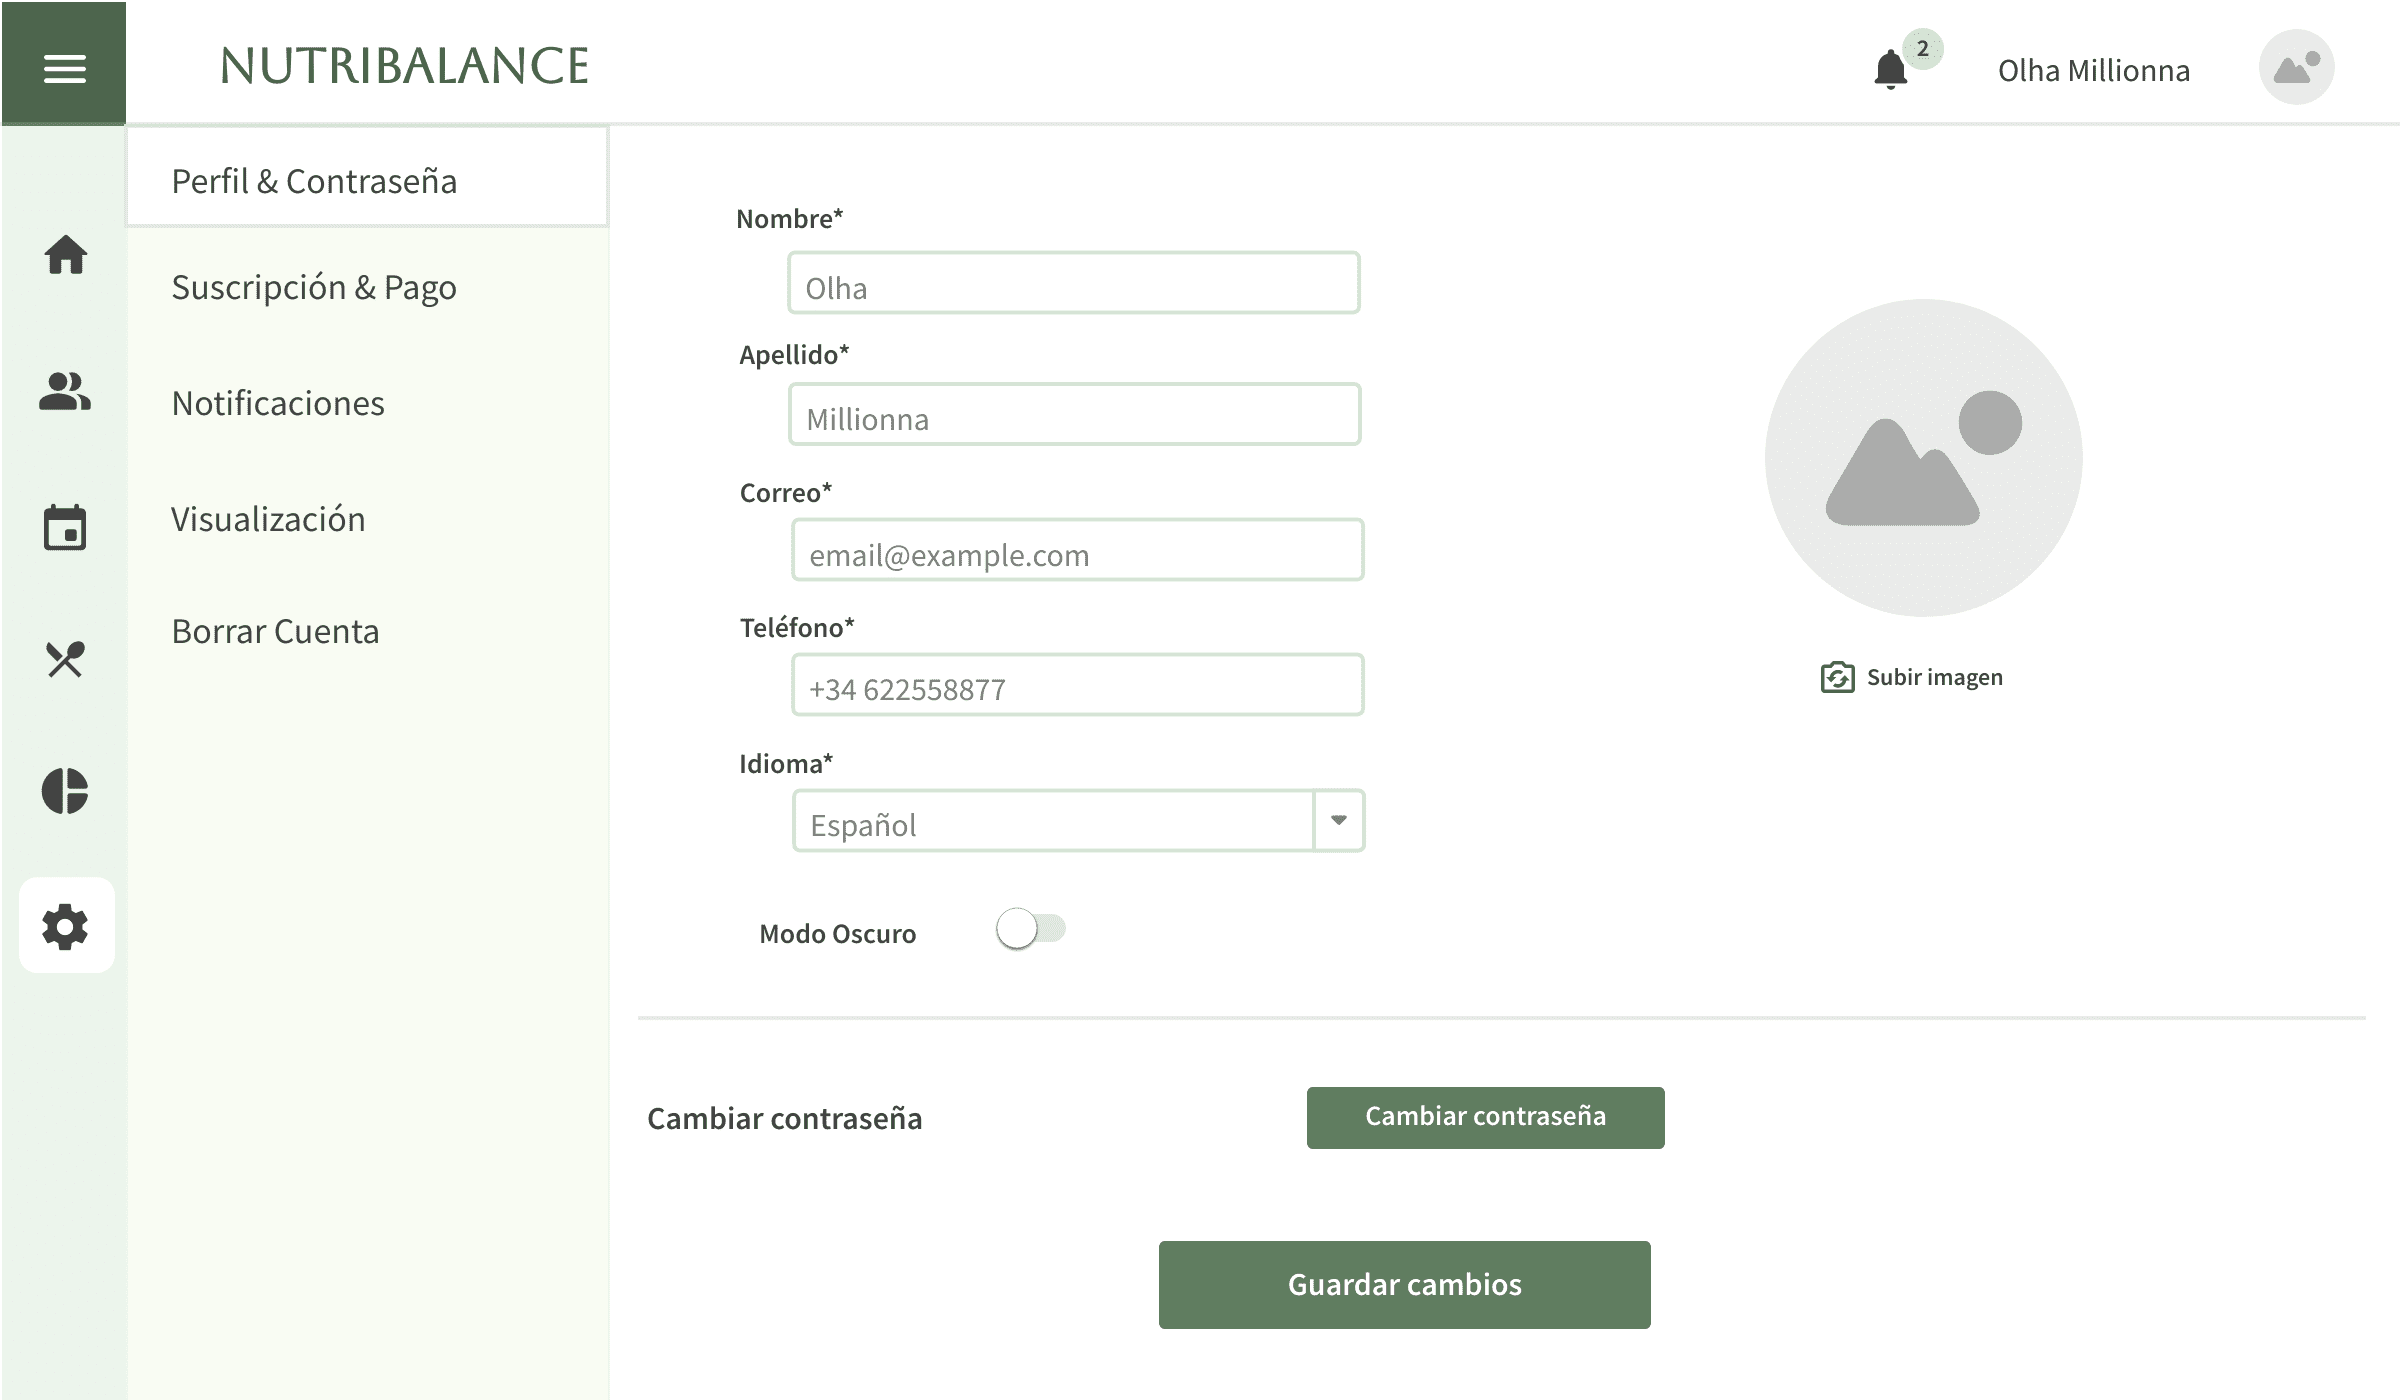 NUTRIBALANCE
2
Olha Millionna
Perfil & Contraseña
Suscripción & Pago
Notificaciones
Visualización
Borrar Cuenta
Nombre*
Olha
Apellido*
Millionna
Correo*
email@example.com
Teléfono*
+34 622558877
Idioma*
Español
Modo Oscuro
Subir imagen
Cambiar contraseña
Cambiar contraseña
Guardar cambios